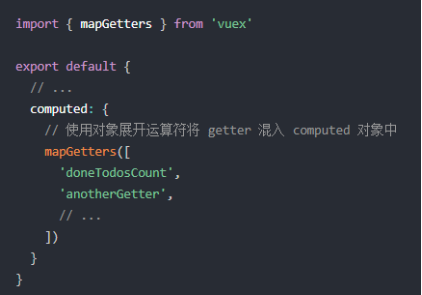 import { mapGetters } from 'vuex'
export default {
// ...
computed: {
// 使用对象展开运算符将 getter 混入 computed 对象中
mapGetters([
'doneTodosCount',
'anotherGetter',
// ...
])
}
}